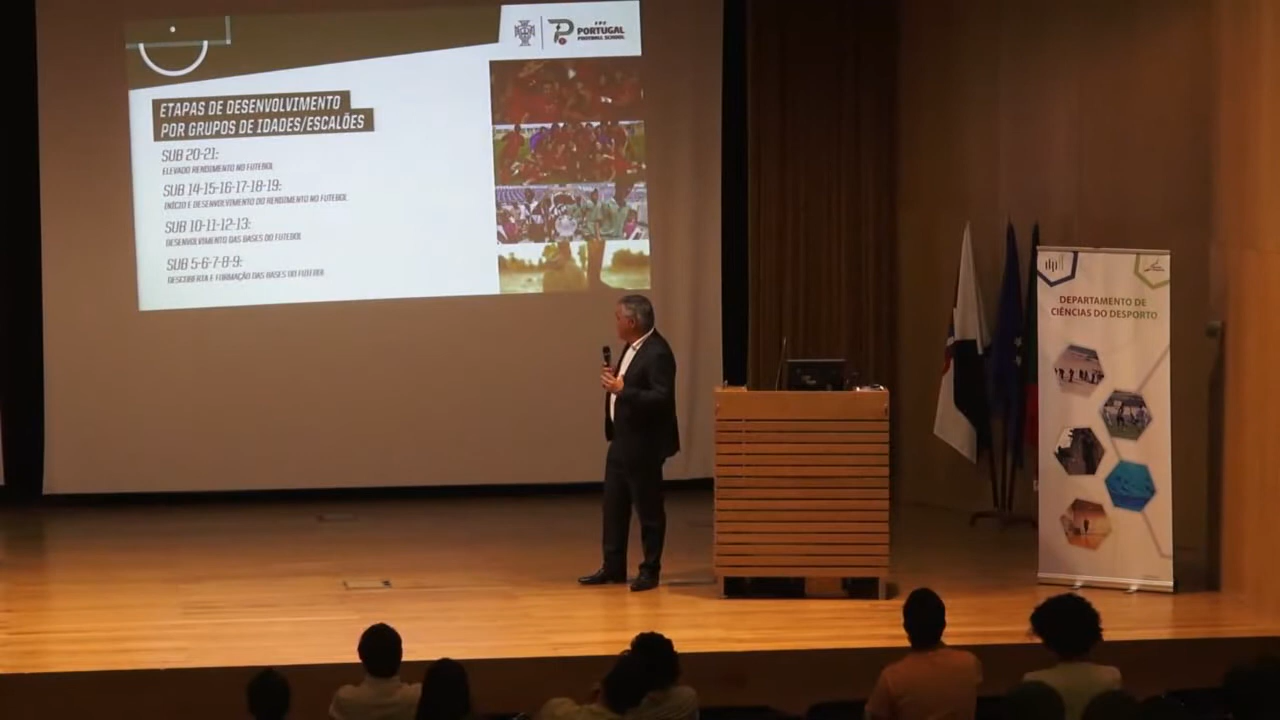 FPF
PORTUGAL
FOOTBALL SCHOOL
ETAPAS DE DESENVOLVIMENTO
POR GRUPOS DE IDADES/ESCALÕES
SUB 20-21:
ELEVADO RENDIMENTO NO FUTEBOL
SUB 14-15-16-17-18-19:
INÍCIO E DESENVOLVIMENTO DO RENDIMENTO NO FUTEBOL
SUB 10-11-12-13:
DESENVOLVIMENTO DAS BASES DO FUTEBOL
SUB 5-6-7-8-9:
DESCOBERTA E FORMAÇÃO DAS BASES DO FUTEBOL
DEPARTAMENTO DE
CIÊNCIAS DO DESPORTO